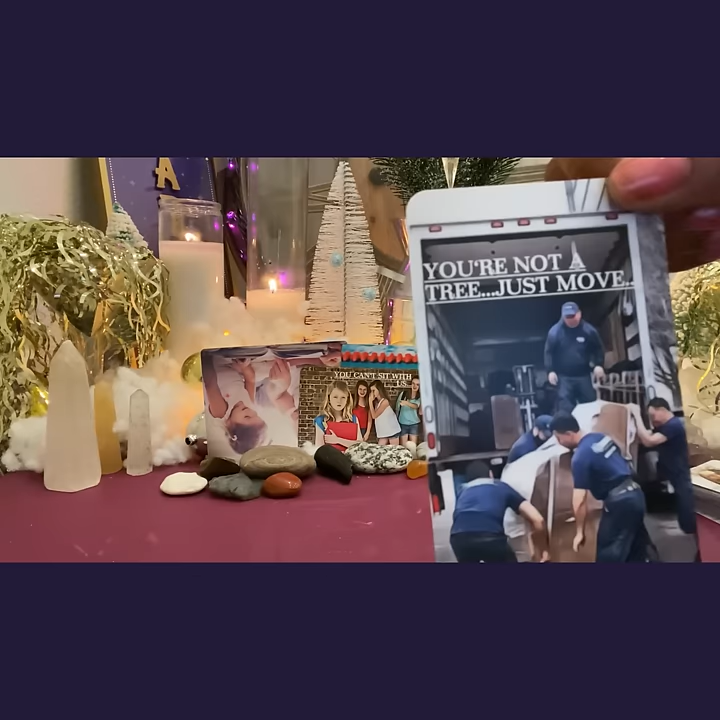 A
YOU'RE NOT A
TREE...JUST MOVE..
YOU CAN'T SIT WITH
US